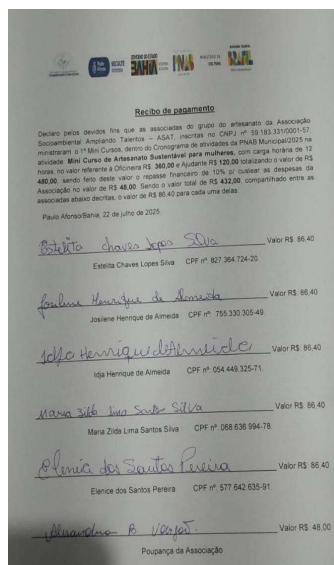 GOVERNO DO ESTADO
BAHIA
PNAB
MINISTÉRIO DA
CULTURA
Recibo de pagamento
Declaro pelos devidos fins que as associadas do grupo do artesanato da Associação
Socioambiental Ampliando Talentos – ASAT, inscritas no CNPJ nº 59.183.331/0001-57,
ministraram o 1º Mini Cursos, dentro do Cronograma de atividades da PNAB Municipal/2025 na
atividade: Mini Curso de Artesanato Sustentável para mulheres, com carga horária de 12
horas, no valor referente à Oficineira R$ 360,00 e Ajudante R$ 120,00 totalizando o valor de R$
480,00, sendo feito deste valor o repasse financeiro de 10% p/ custear as despesas da
Associação no valor de R$ 48,00. Sendo o valor total de R$ 432,00, compartilhado entre as
associadas abaixo descritas, o valor de R$ 86,40 para cada uma delas.
Paulo Afonso/Bahia, 22 de julho de 2025.
Estelita Chaves Lopes Silva Valor R$. 86,40
Estelita Chaves Lopes Silva CPF nº. 827.364.724-20.
Josilene Henrique de Almeida Valor R$. 86,40
Josilene Henrique de Almeida CPF nº. 755.330.305-49.
Idja Henrique de Almeida Valor R$. 86,40
Idja Henrique de Almeida CPF nº. 054.449.325-71.
Maria Zilda Lima Santos Silva Valor R$. 86,40
Maria Zilda Lima Santos Silva CPF nº. 068.636.994-78.
Elenice dos Santos Pereira Valor R$. 86,40
Elenice dos Santos Pereira CPF nº. 577.642.635-91.
Alexandra B Valor R$. 48,00
Poupança da Associação